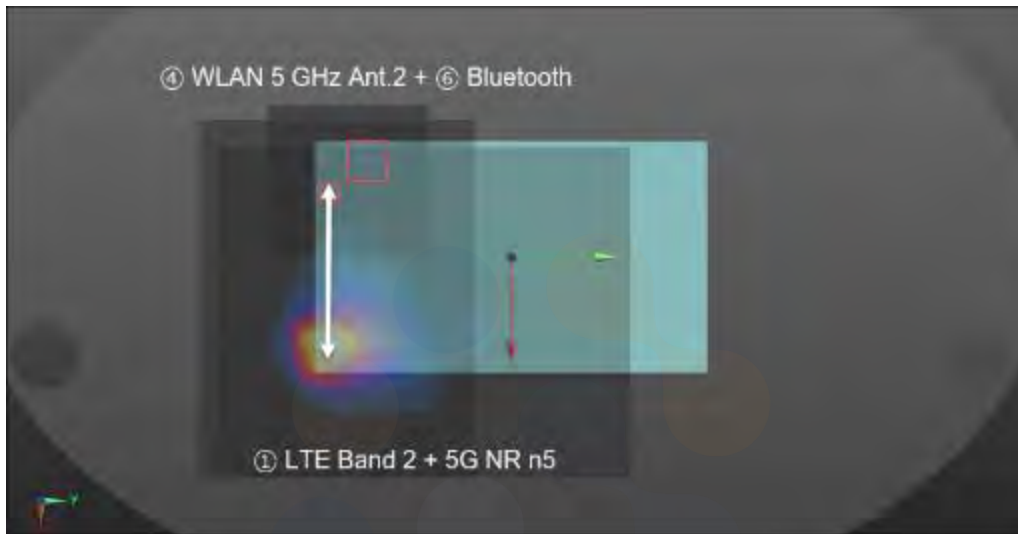 ④ WLAN 5 GHz Ant.2 + ⑥ Bluetooth
① LTE Band 2 + 5G NR n5
Y